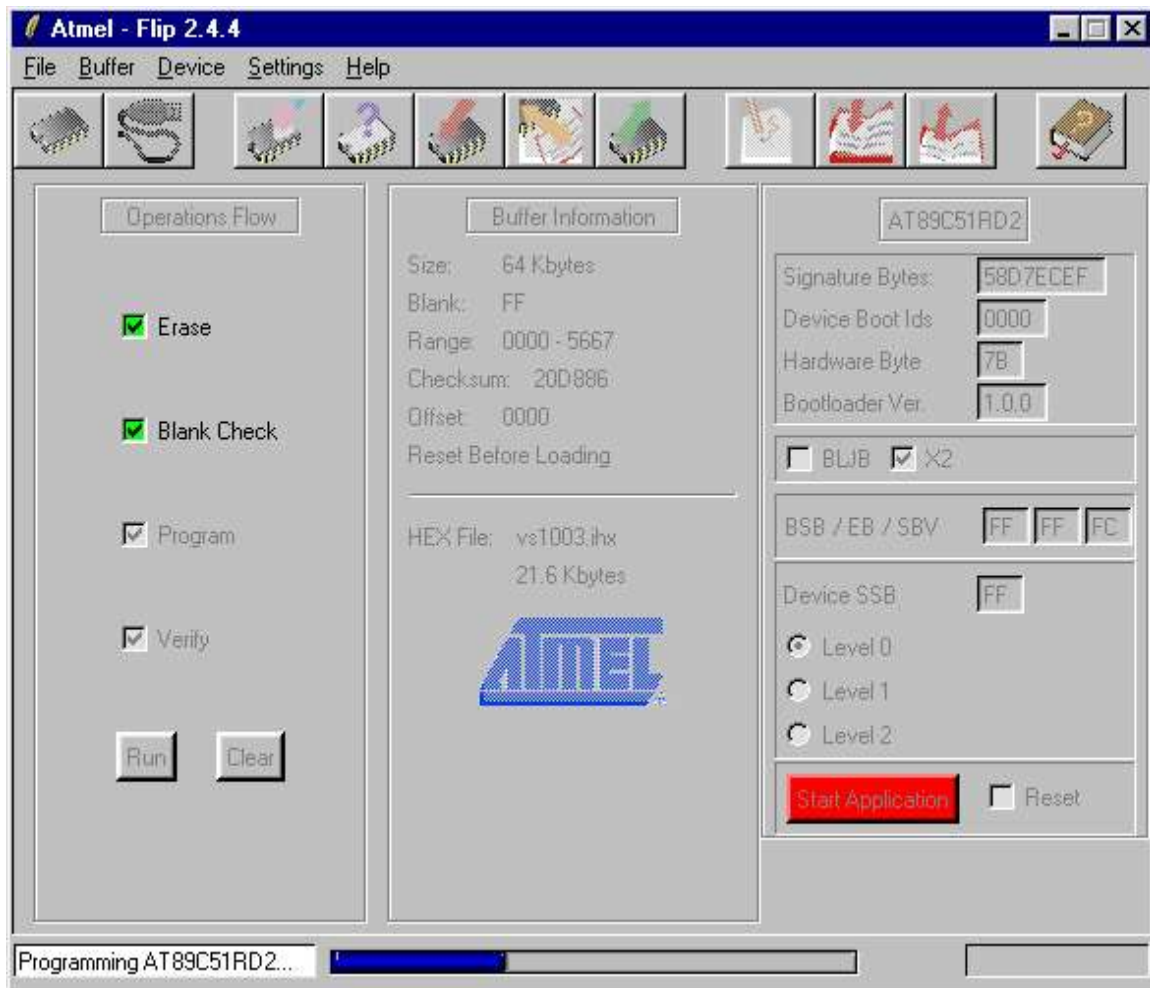 Atmel - Flip 2.4.4
File Buffer Device Settings Help
Operations Flow
Erase
Blank Check
Program
Verify
Run Clear
Buffer Information
Size: 64 Kbytes
Blank: FF
Range: 0000 - 5667
Checksum: 20D886
Offset: 0000
Reset Before Loading
HEX File: vs1003.ihx
21.6 Kbytes
ATMEL
AT89C51RD2
Signature Bytes: 58D7ECEF
Device Boot Ids 0000
Hardware Byte 7B
Bootloader Ver. 1.0.0
BLJB X2
BSB / EB / SBV FF FF FC
Device SSB FF
Level 0
Level 1
Level 2
Start Application Reset
Programming AT89C51RD2...